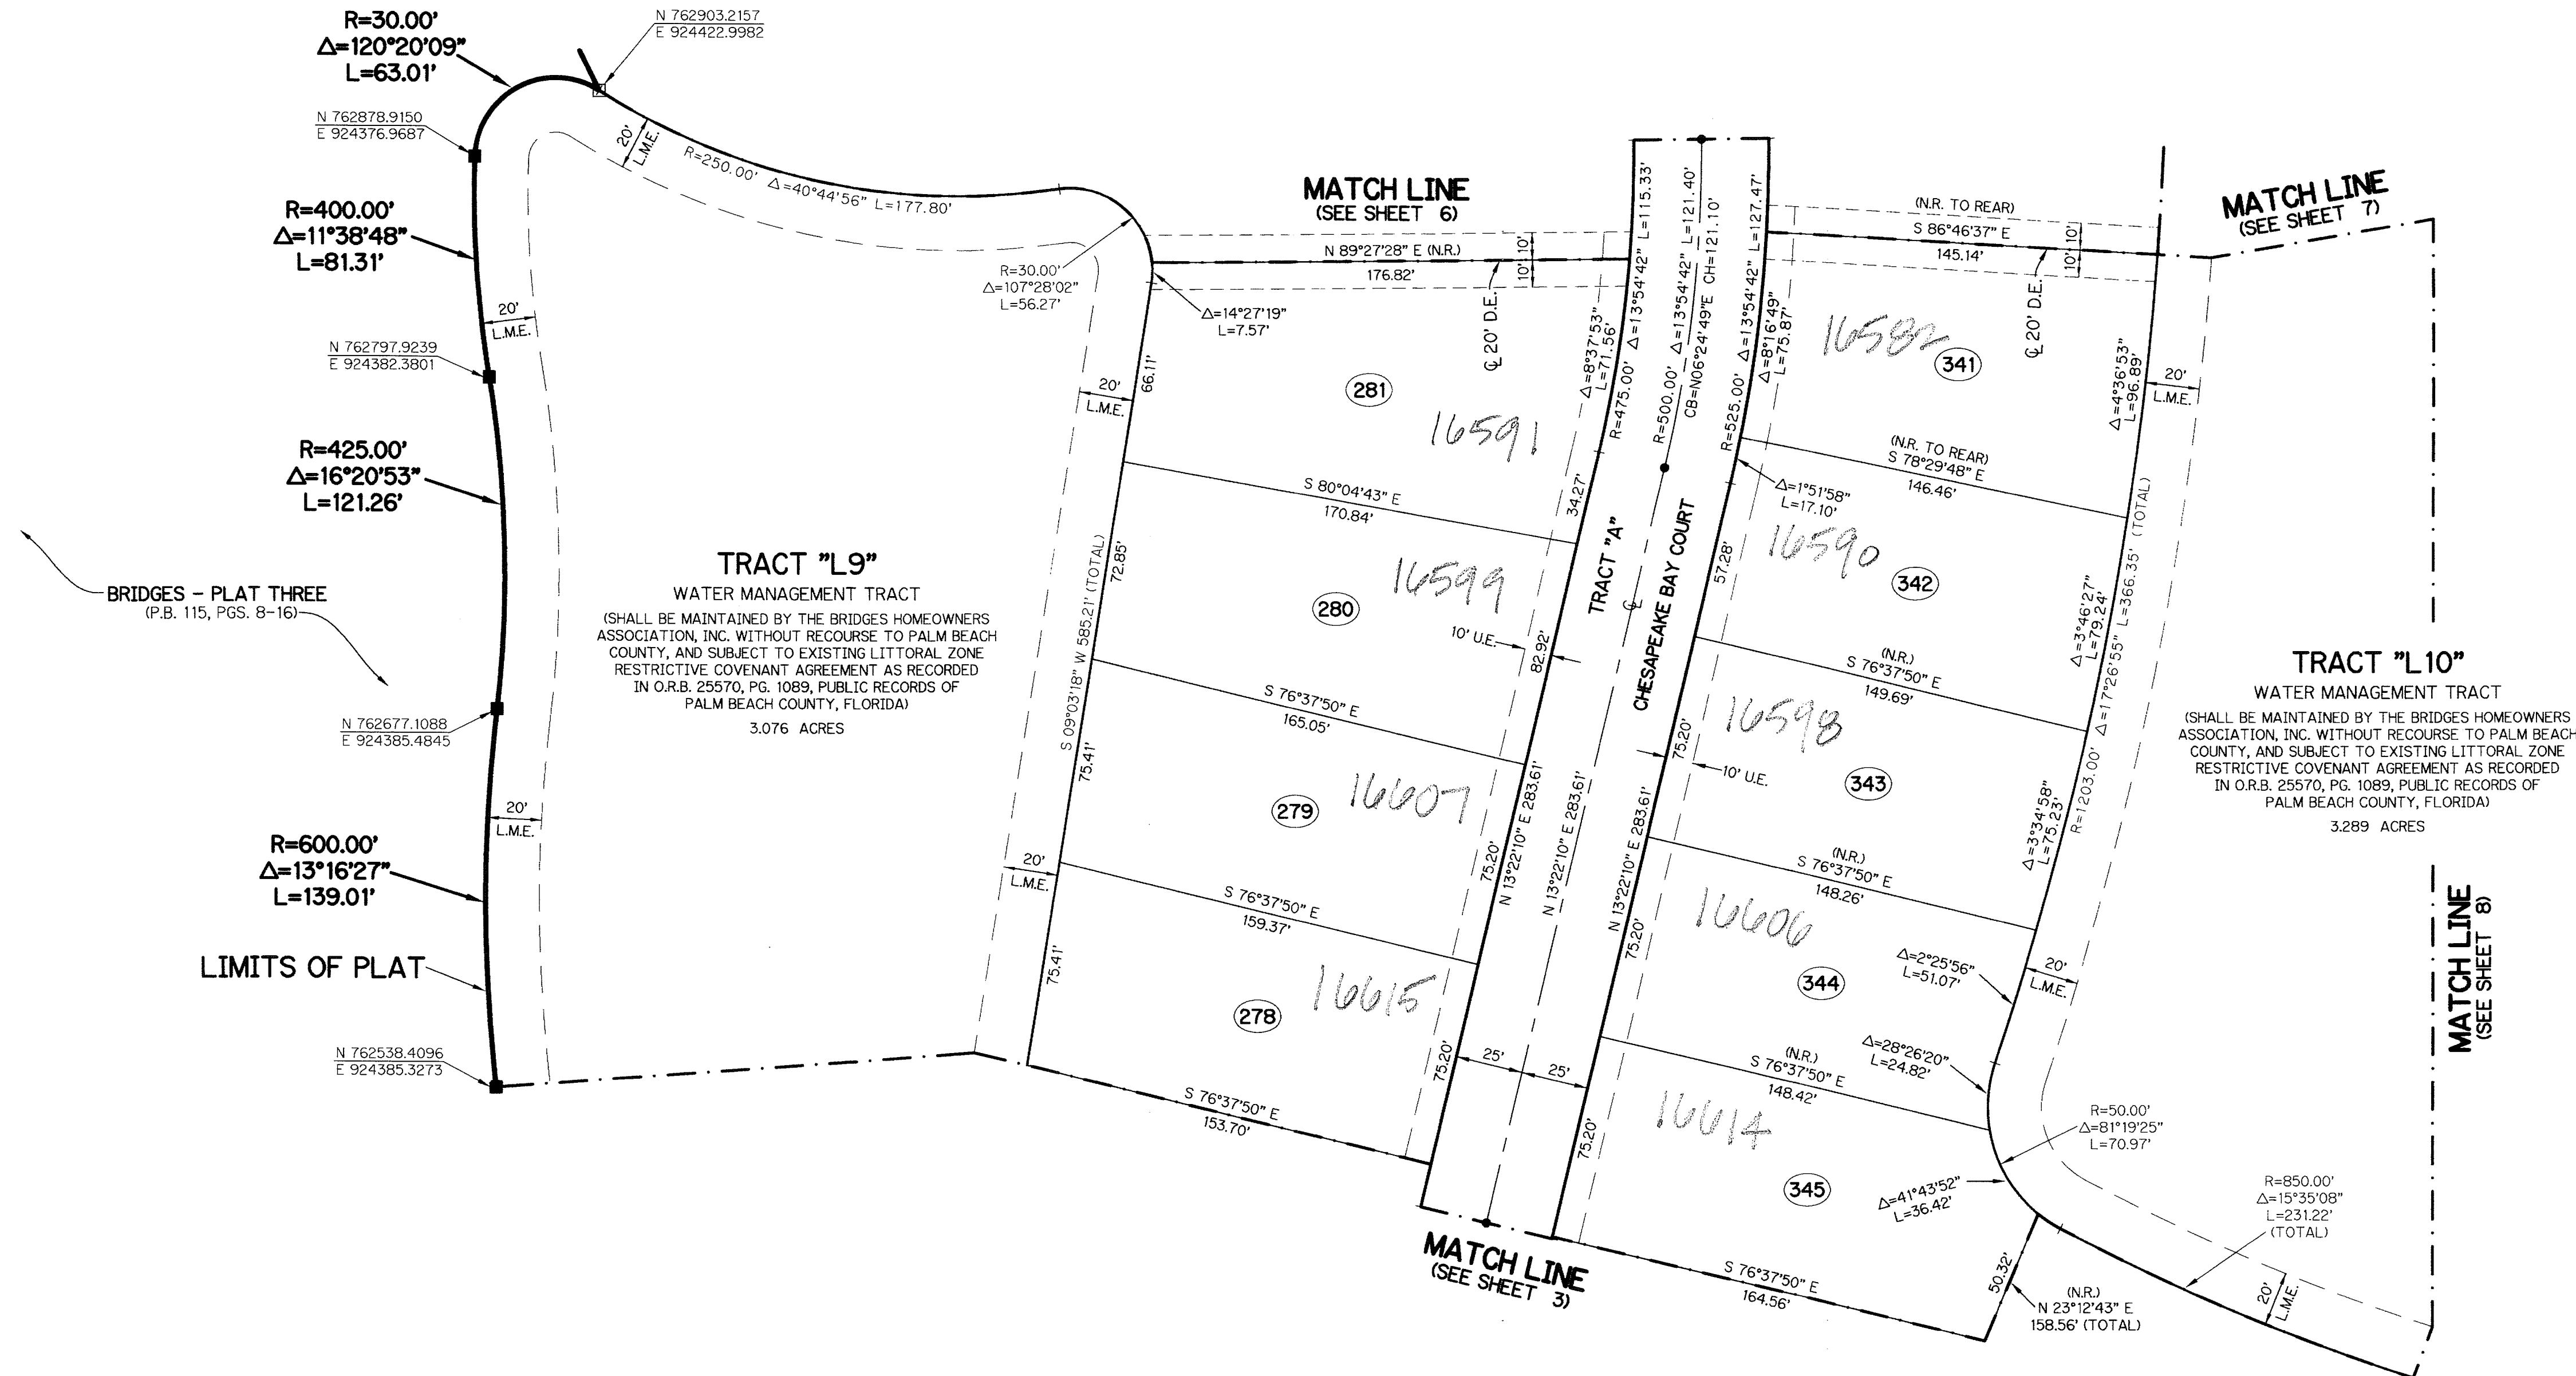 R=30.00'
Δ=120°20'09"
L=63.01'
N 762903.2157
E 924422.9982
N 762878.9150
E 924376.9687
R=400.00'
Δ=11°38'48"
L=81.31'
20'
L.M.E.
N 762797.9239
E 924382.3801
R=425.00'
Δ=16°20'53"
L=121.26'
BRIDGES - PLAT THREE
(P.B. 115, PGS. 8-16)
N 762677.1088
E 924385.4845
20'
L.M.E.
R=600.00'
Δ=13°16'27"
L=139.01'
LIMITS OF PLAT
N 762538.4096
E 924385.3273
20'
L.M.E.
R=250.00' Δ=40°44'56" L=177.80'
R=30.00'
Δ=107°28'02"
L=56.27'
Δ=14°27'19"
L=7.57'
TRACT "L9"
WATER MANAGEMENT TRACT
(SHALL BE MAINTAINED BY THE BRIDGES HOMEOWNERS
ASSOCIATION, INC. WITHOUT RECOURSE TO PALM BEACH
COUNTY, AND SUBJECT TO EXISTING LITTORAL ZONE
RESTRICTIVE COVENANT AGREEMENT AS RECORDED
IN O.R.B. 25570, PG. 1089, PUBLIC RECORDS OF
PALM BEACH COUNTY, FLORIDA)
3.076 ACRES
20'
L.M.E.
66.11'
72.85'
S 09°03'18" W 585.21' (TOTAL)
75.41'
20'
L.M.E.
75.41'
MATCH LINE
(SEE SHEET 6)
N 89°27'28" E (N.R.)
176.82'
10'
10'
℄ 20' D.E.
281
16591
S 80°04'43" E
170.84'
280
16599
10' U.E.
S 76°37'50" E
165.05'
279
16607
S 76°37'50" E
159.37'
278
16615
S 76°37'50" E
153.70'
Δ=8°37'53"
L=71.56'
R=475.00' Δ=13°54'42" L=115.33'
34.27'
82.92'
75.20'
N 13°22'10" E 283.61'
75.20'
R=500.00' Δ=13°54'42" L=121.40'
CB=N06°24'49"E CH=121.10'
TRACT "A"
CHESAPEAKE BAY COURT
℄
N 13°22'10" E 283.61'
25'
25'
MATCH LINE
(SEE SHEET 3)
R=525.00' Δ=13°54'42" L=127.47'
Δ=8°16'49"
L=75.87'
Δ=1°51'58"
L=17.10'
57.28'
75.20'
10' U.E.
N 13°22'10" E 283.61'
75.20'
75.20'
(N.R. TO REAR)
S 86°46'37" E
145.14'
10'
10'
℄ 20' D.E.
16582
341
(N.R. TO REAR)
S 78°29'48" E
146.46'
16590
342
(N.R.)
S 76°37'50" E
149.69'
16598
343
(N.R.)
S 76°37'50" E
148.26'
16606
344
(N.R.)
S 76°37'50" E
148.42'
16614
345
S 76°37'50" E
164.56'
Δ=4°36'53"
L=96.89'
20'
L.M.E.
Δ=3°46'27"
L=79.24'
R=1203.00' Δ=17°26'55" L=366.35' (TOTAL)
Δ=3°34'58"
L=75.23'
Δ=2°25'56"
L=51.07'
20'
L.M.E.
Δ=28°26'20"
L=24.82'
R=50.00'
Δ=81°19'25"
L=70.97'
Δ=41°43'52"
L=36.42'
R=850.00'
Δ=15°35'08"
L=231.22'
(TOTAL)
50.32'
(N.R.)
N 23°12'43" E
158.56' (TOTAL)
20'
L.M.E.
MATCH LINE
(SEE SHEET 7)
TRACT "L10"
WATER MANAGEMENT TRACT
(SHALL BE MAINTAINED BY THE BRIDGES HOMEOWNERS
ASSOCIATION, INC. WITHOUT RECOURSE TO PALM BEACH
COUNTY, AND SUBJECT TO EXISTING LITTORAL ZONE
RESTRICTIVE COVENANT AGREEMENT AS RECORDED
IN O.R.B. 25570, PG. 1089, PUBLIC RECORDS OF
PALM BEACH COUNTY, FLORIDA)
3.289 ACRES
MATCH LINE
(SEE SHEET 8)